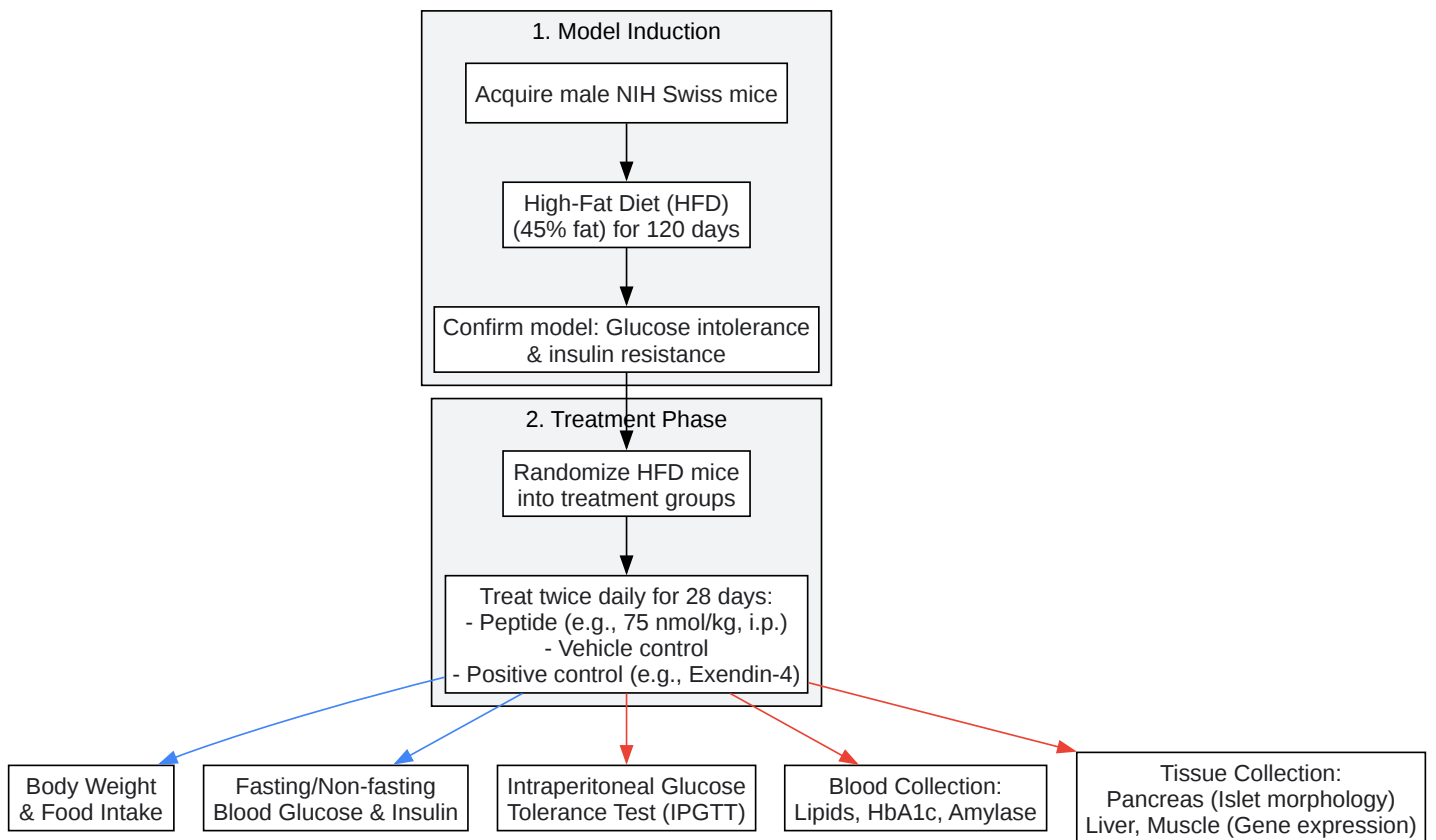 1. Model Induction
Acquire male NIH Swiss mice
High-Fat Diet (HFD)
(45% fat) for 120 days
Confirm model: Glucose intolerance
& insulin resistance
2. Treatment Phase
Randomize HFD mice
into treatment groups
Treat twice daily for 28 days:
- Peptide (e.g., 75 nmol/kg, i.p.)
- Vehicle control
- Positive control (e.g., Exendin-4)
Body Weight
& Food Intake
Fasting/Non-fasting
Blood Glucose & Insulin
Intraperitoneal Glucose
Tolerance Test (IPGTT)
Blood Collection:
Lipids, HbA1c, Amylase
Tissue Collection:
Pancreas (Islet morphology)
Liver, Muscle (Gene expression)